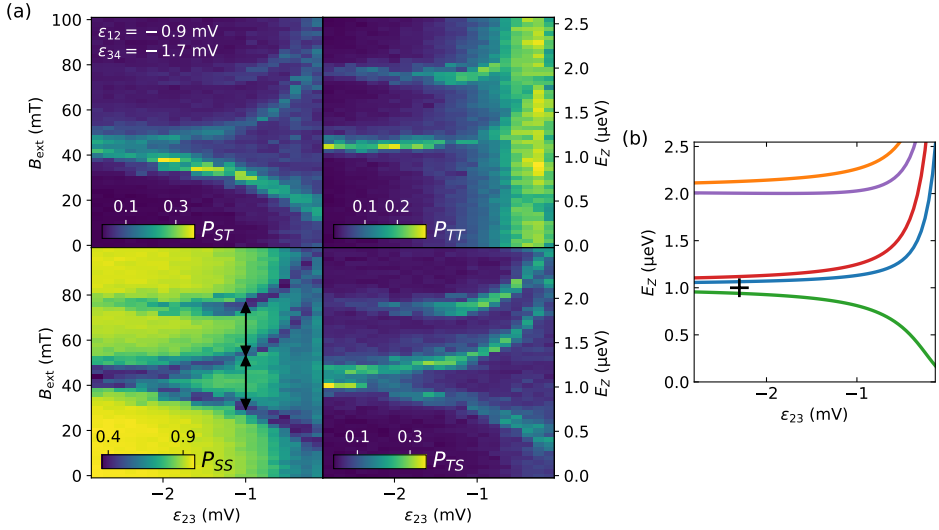 (a)
ε12 = −0.9 mV
ε34 = −1.7 mV
100
80
60
40
20
0
Bext (mT)
0.1 0.3
PST
0.1 0.2
PTT
2.5
2.0
1.5
1.0
0.5
0.0
EZ (µeV)
80
60
40
20
0
Bext (mT)
0.4 0.9
PSS
0.1 0.3
PTS
2.0
1.5
1.0
0.5
0.0
EZ (µeV)
−2 −1
ε23 (mV)
−2 −1
ε23 (mV)
(b)
2.5
2.0
1.5
1.0
0.5
0.0
EZ (µeV)
−2 −1
ε23 (mV)